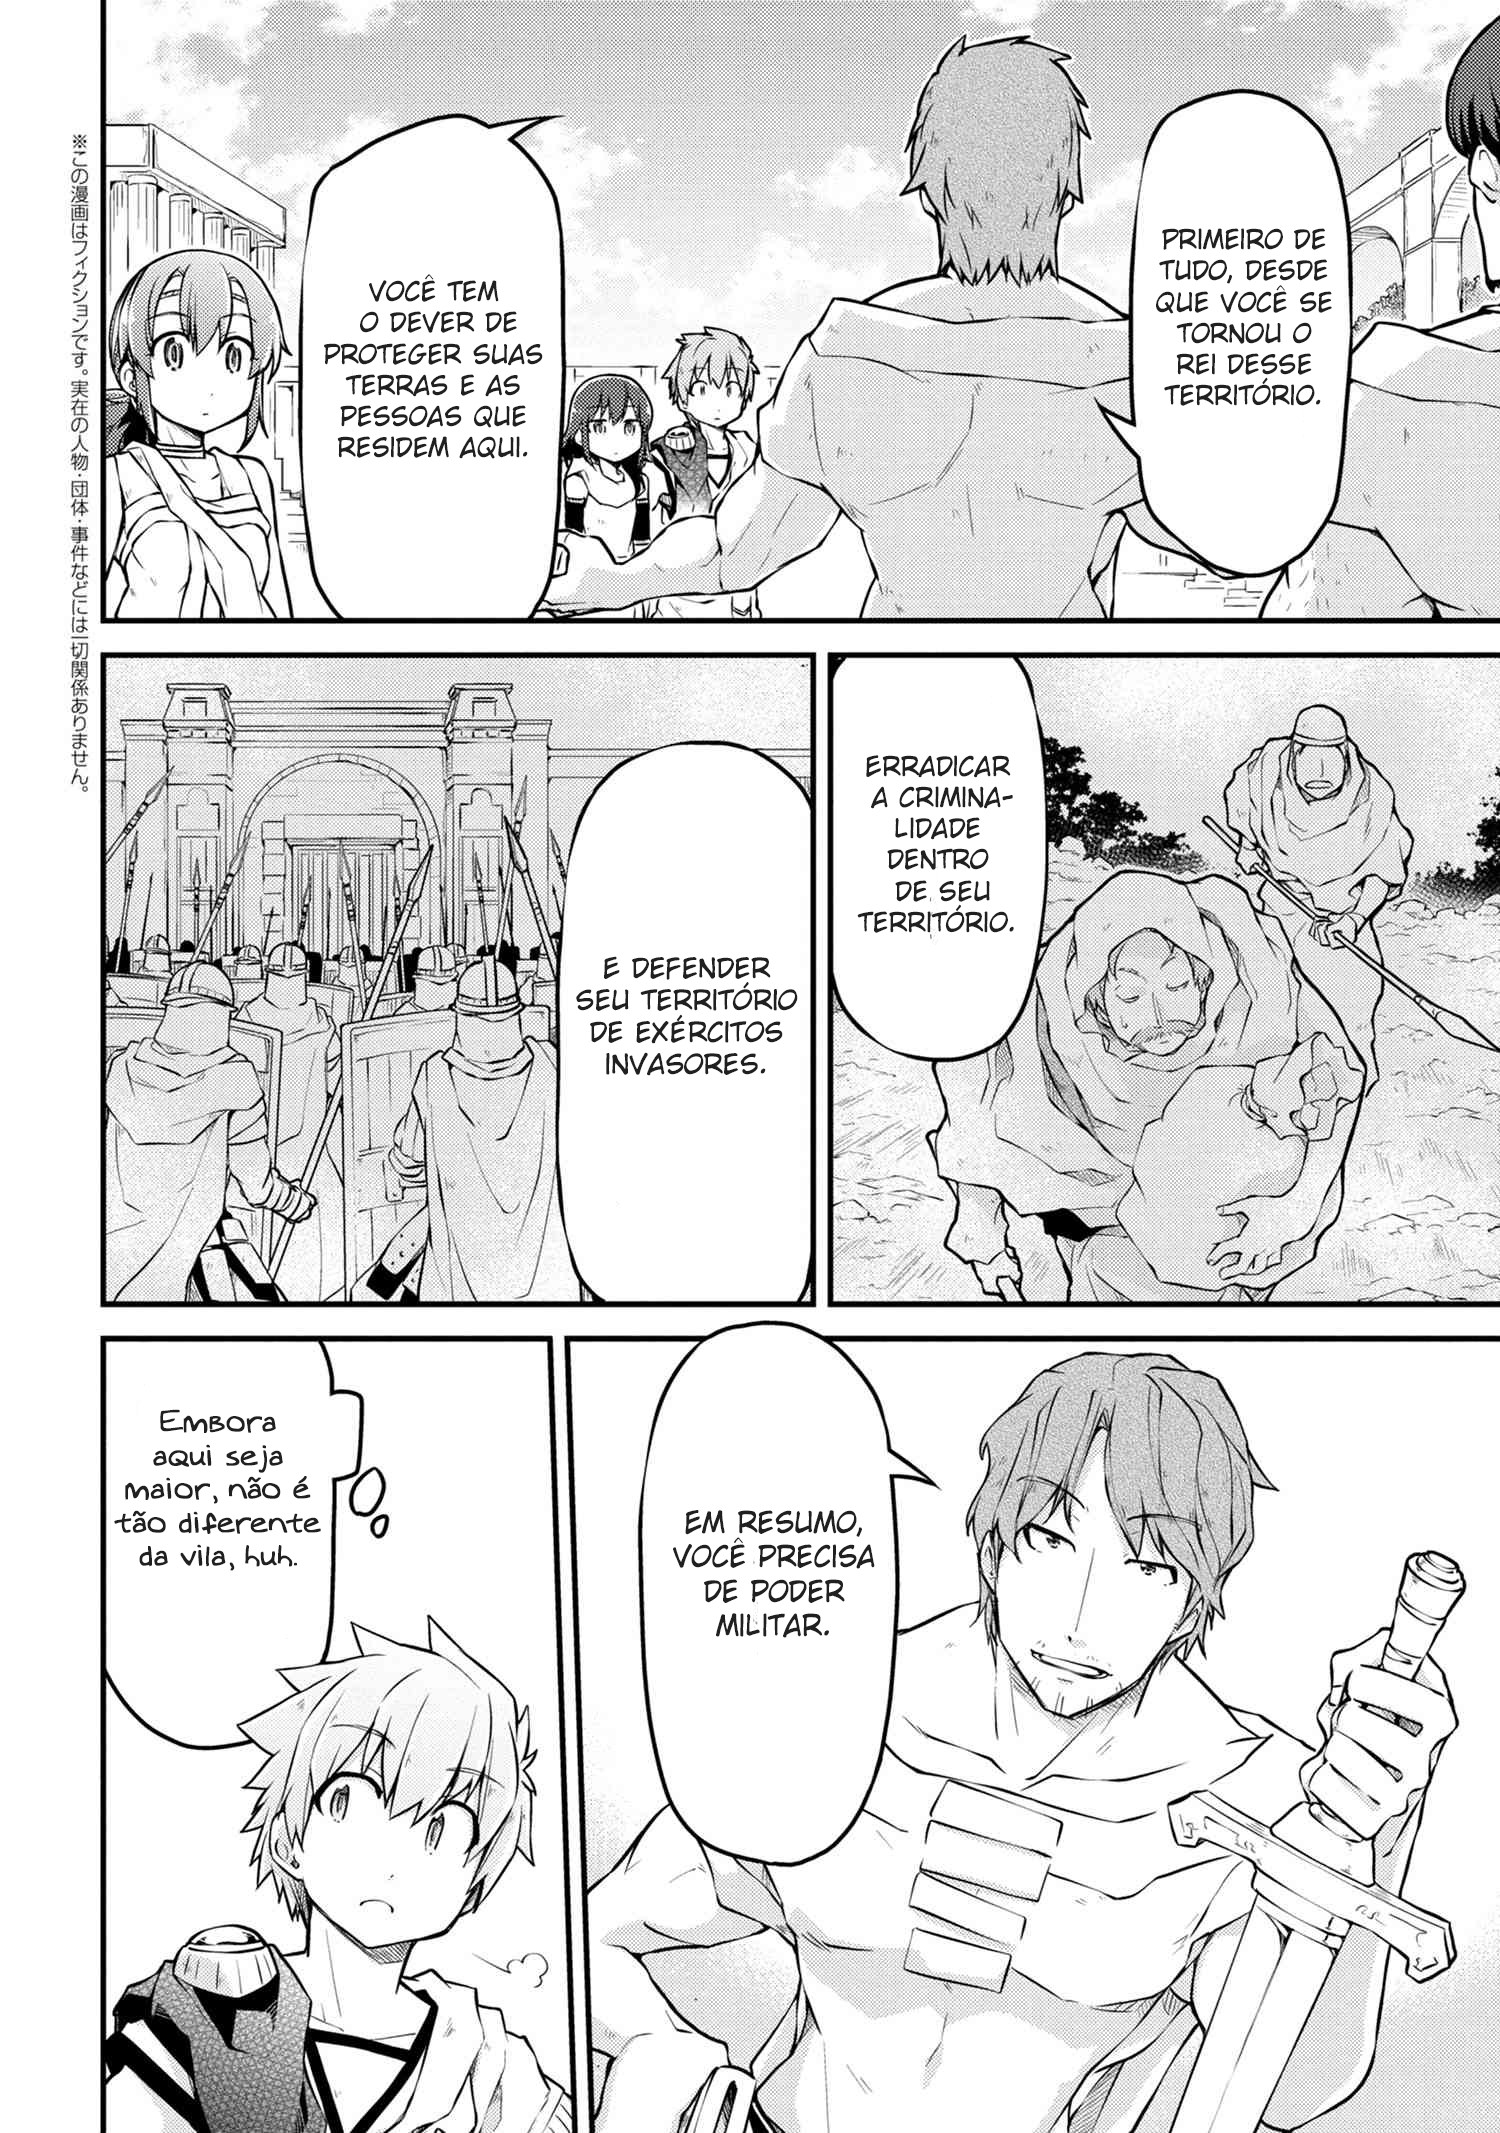 PRIMEIRO DE
TUDO, DESDE
QUE VOCÊ SE
TORNOU O
REI DESSE
TERRITÓRIO.
VOCÊ TEM
O DEVER DE
PROTEGER SUAS
TERRAS E AS
PESSOAS QUE
RESIDEM AQUI.
※この漫画はフィクションです。実在の人物・団体・事件などには一切関係ありません。
ERRADICAR
A CRIMINA-
LIDADE
DENTRO
DE SEU
TERRITÓRIO.
E DEFENDER
SEU TERRITÓRIO
DE EXÉRCITOS
INVASORES.
EM RESUMO,
VOCÊ PRECISA
DE PODER
MILITAR.
Embora
aqui seja
maior, não é
tão diferente
da vila, huh.